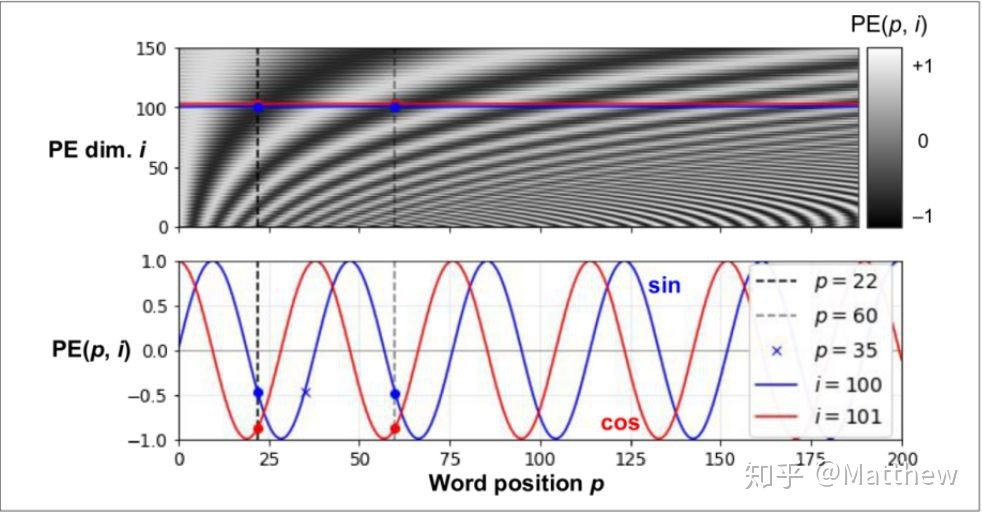 PE(p, i)
150
100
50
0
PE dim. i
+1
0
–1
1.0
0.5
0.0
−0.5
−1.0
PE(p, i)
sin
cos
p = 22
p = 60
p = 35
i = 100
i = 101
0 25 50 75 100 125 150 175 200
Word position p
知乎 @Matthew